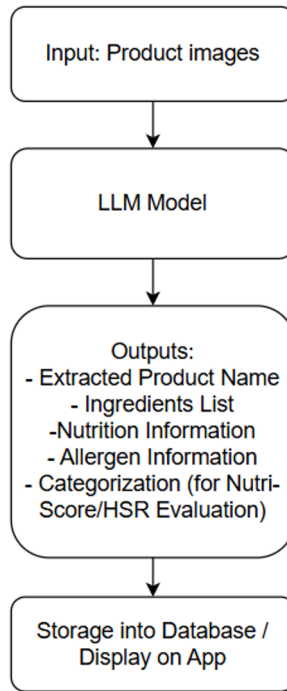 Input: Product images
LLM Model
Outputs:
- Extracted Product Name
- Ingredients List
-Nutrition Information
- Allergen Information
- Categorization (for Nutri-
Score/HSR Evaluation)
Storage into Database /
Display on App